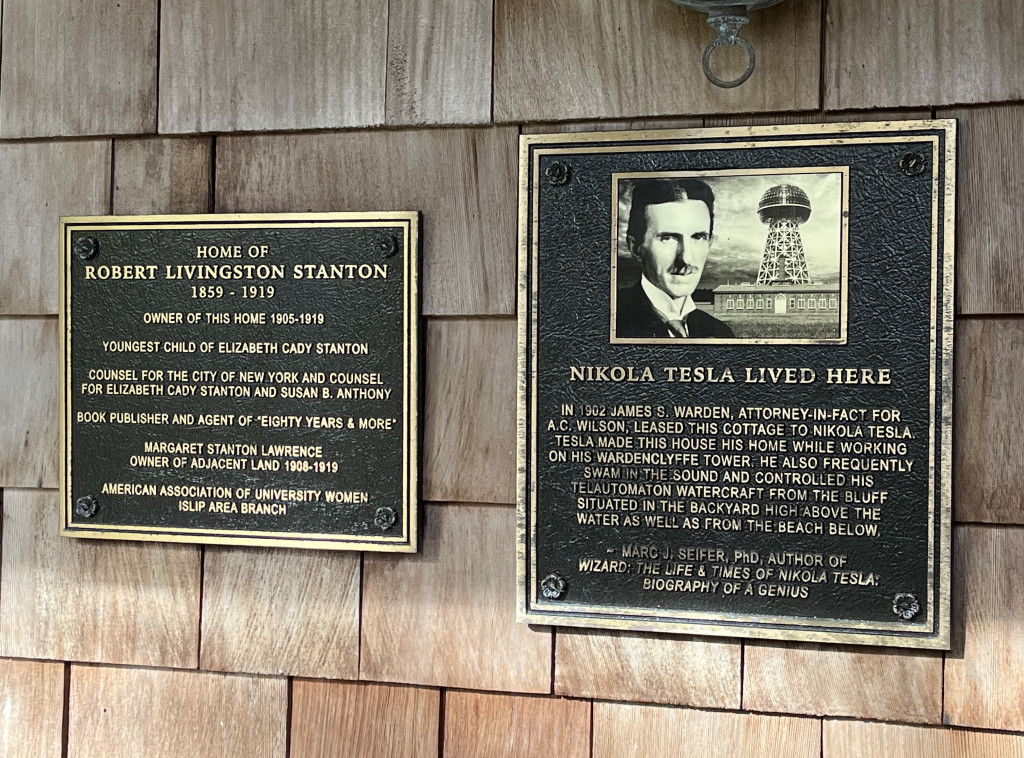 HOME OF
ROBERT LIVINGSTON STANTON
1859 - 1919
OWNER OF THIS HOME 1905-1919
YOUNGEST CHILD OF ELIZABETH CADY STANTON
COUNSEL FOR THE CITY OF NEW YORK AND COUNSEL
FOR ELIZABETH CADY STANTON AND SUSAN B. ANTHONY
BOOK PUBLISHER AND AGENT OF "EIGHTY YEARS & MORE"
MARGARET STANTON LAWRENCE
OWNER OF ADJACENT LAND 1908-1919
AMERICAN ASSOCIATION OF UNIVERSITY WOMEN
ISLIP AREA BRANCH
NIKOLA TESLA LIVED HERE
IN 1902 JAMES S. WARDEN, ATTORNEY-IN-FACT FOR
A.C. WILSON, LEASED THIS COTTAGE TO NIKOLA TESLA.
TESLA MADE THIS HOUSE HIS HOME WHILE WORKING
ON HIS WARDENCLYFFE TOWER. HE ALSO FREQUENTLY
SWAM IN THE SOUND AND CONTROLLED HIS
TELAUTOMATON WATERCRAFT FROM THE BLUFF
SITUATED IN THE BACKYARD HIGH ABOVE THE
WATER AS WELL AS FROM THE BEACH BELOW.
~ MARC J. SEIFER, PhD, AUTHOR OF
WIZARD: THE LIFE & TIMES OF NIKOLA TESLA:
BIOGRAPHY OF A GENIUS